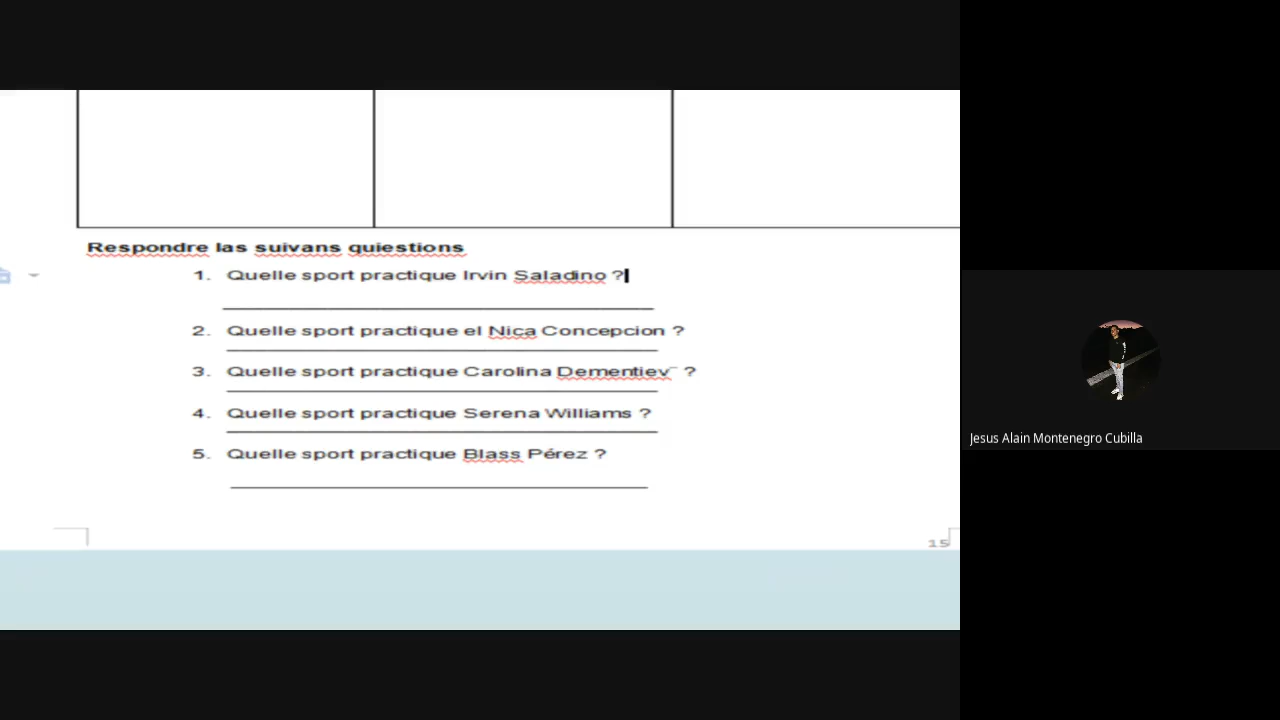 Respondre las suivans quiestions
1. Quelle sport practique Irvin Saladino ?
2. Quelle sport practique el Nica Concepcion ?
3. Quelle sport practique Carolina Dementiev ?
4. Quelle sport practique Serena Williams ?
5. Quelle sport practique Blass Pérez ?
15
Jesus Alain Montenegro Cubilla